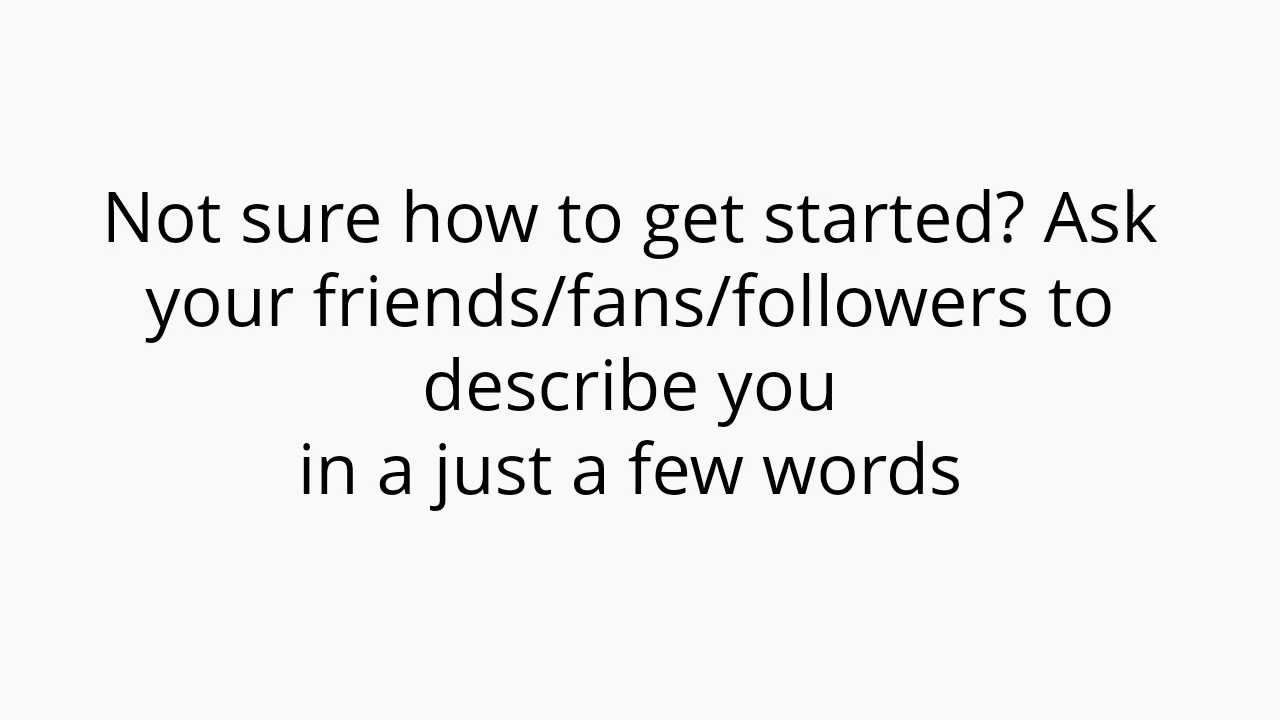 Not sure how to get started? Ask
your friends/fans/followers to
describe you
in a just a few words